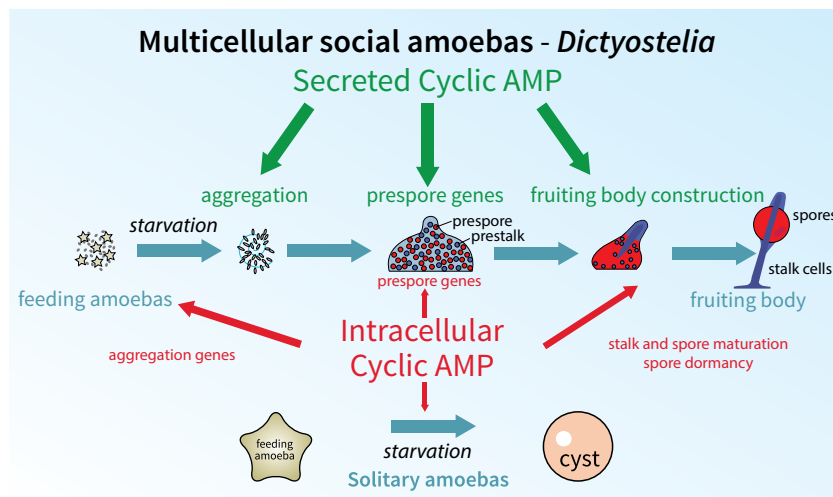 Multicellular social amoebas - Dictyostelia
Secreted Cyclic AMP
aggregation
prespore genes
fruiting body construction
starvation
prespore
prestalk
spores
stalk cells
prespore genes
feeding amoebas
fruiting body
Intracellular
Cyclic AMP
aggregation genes
stalk and spore maturation
spore dormancy
feeding
amoeba
starvation
cyst
Solitary amoebas